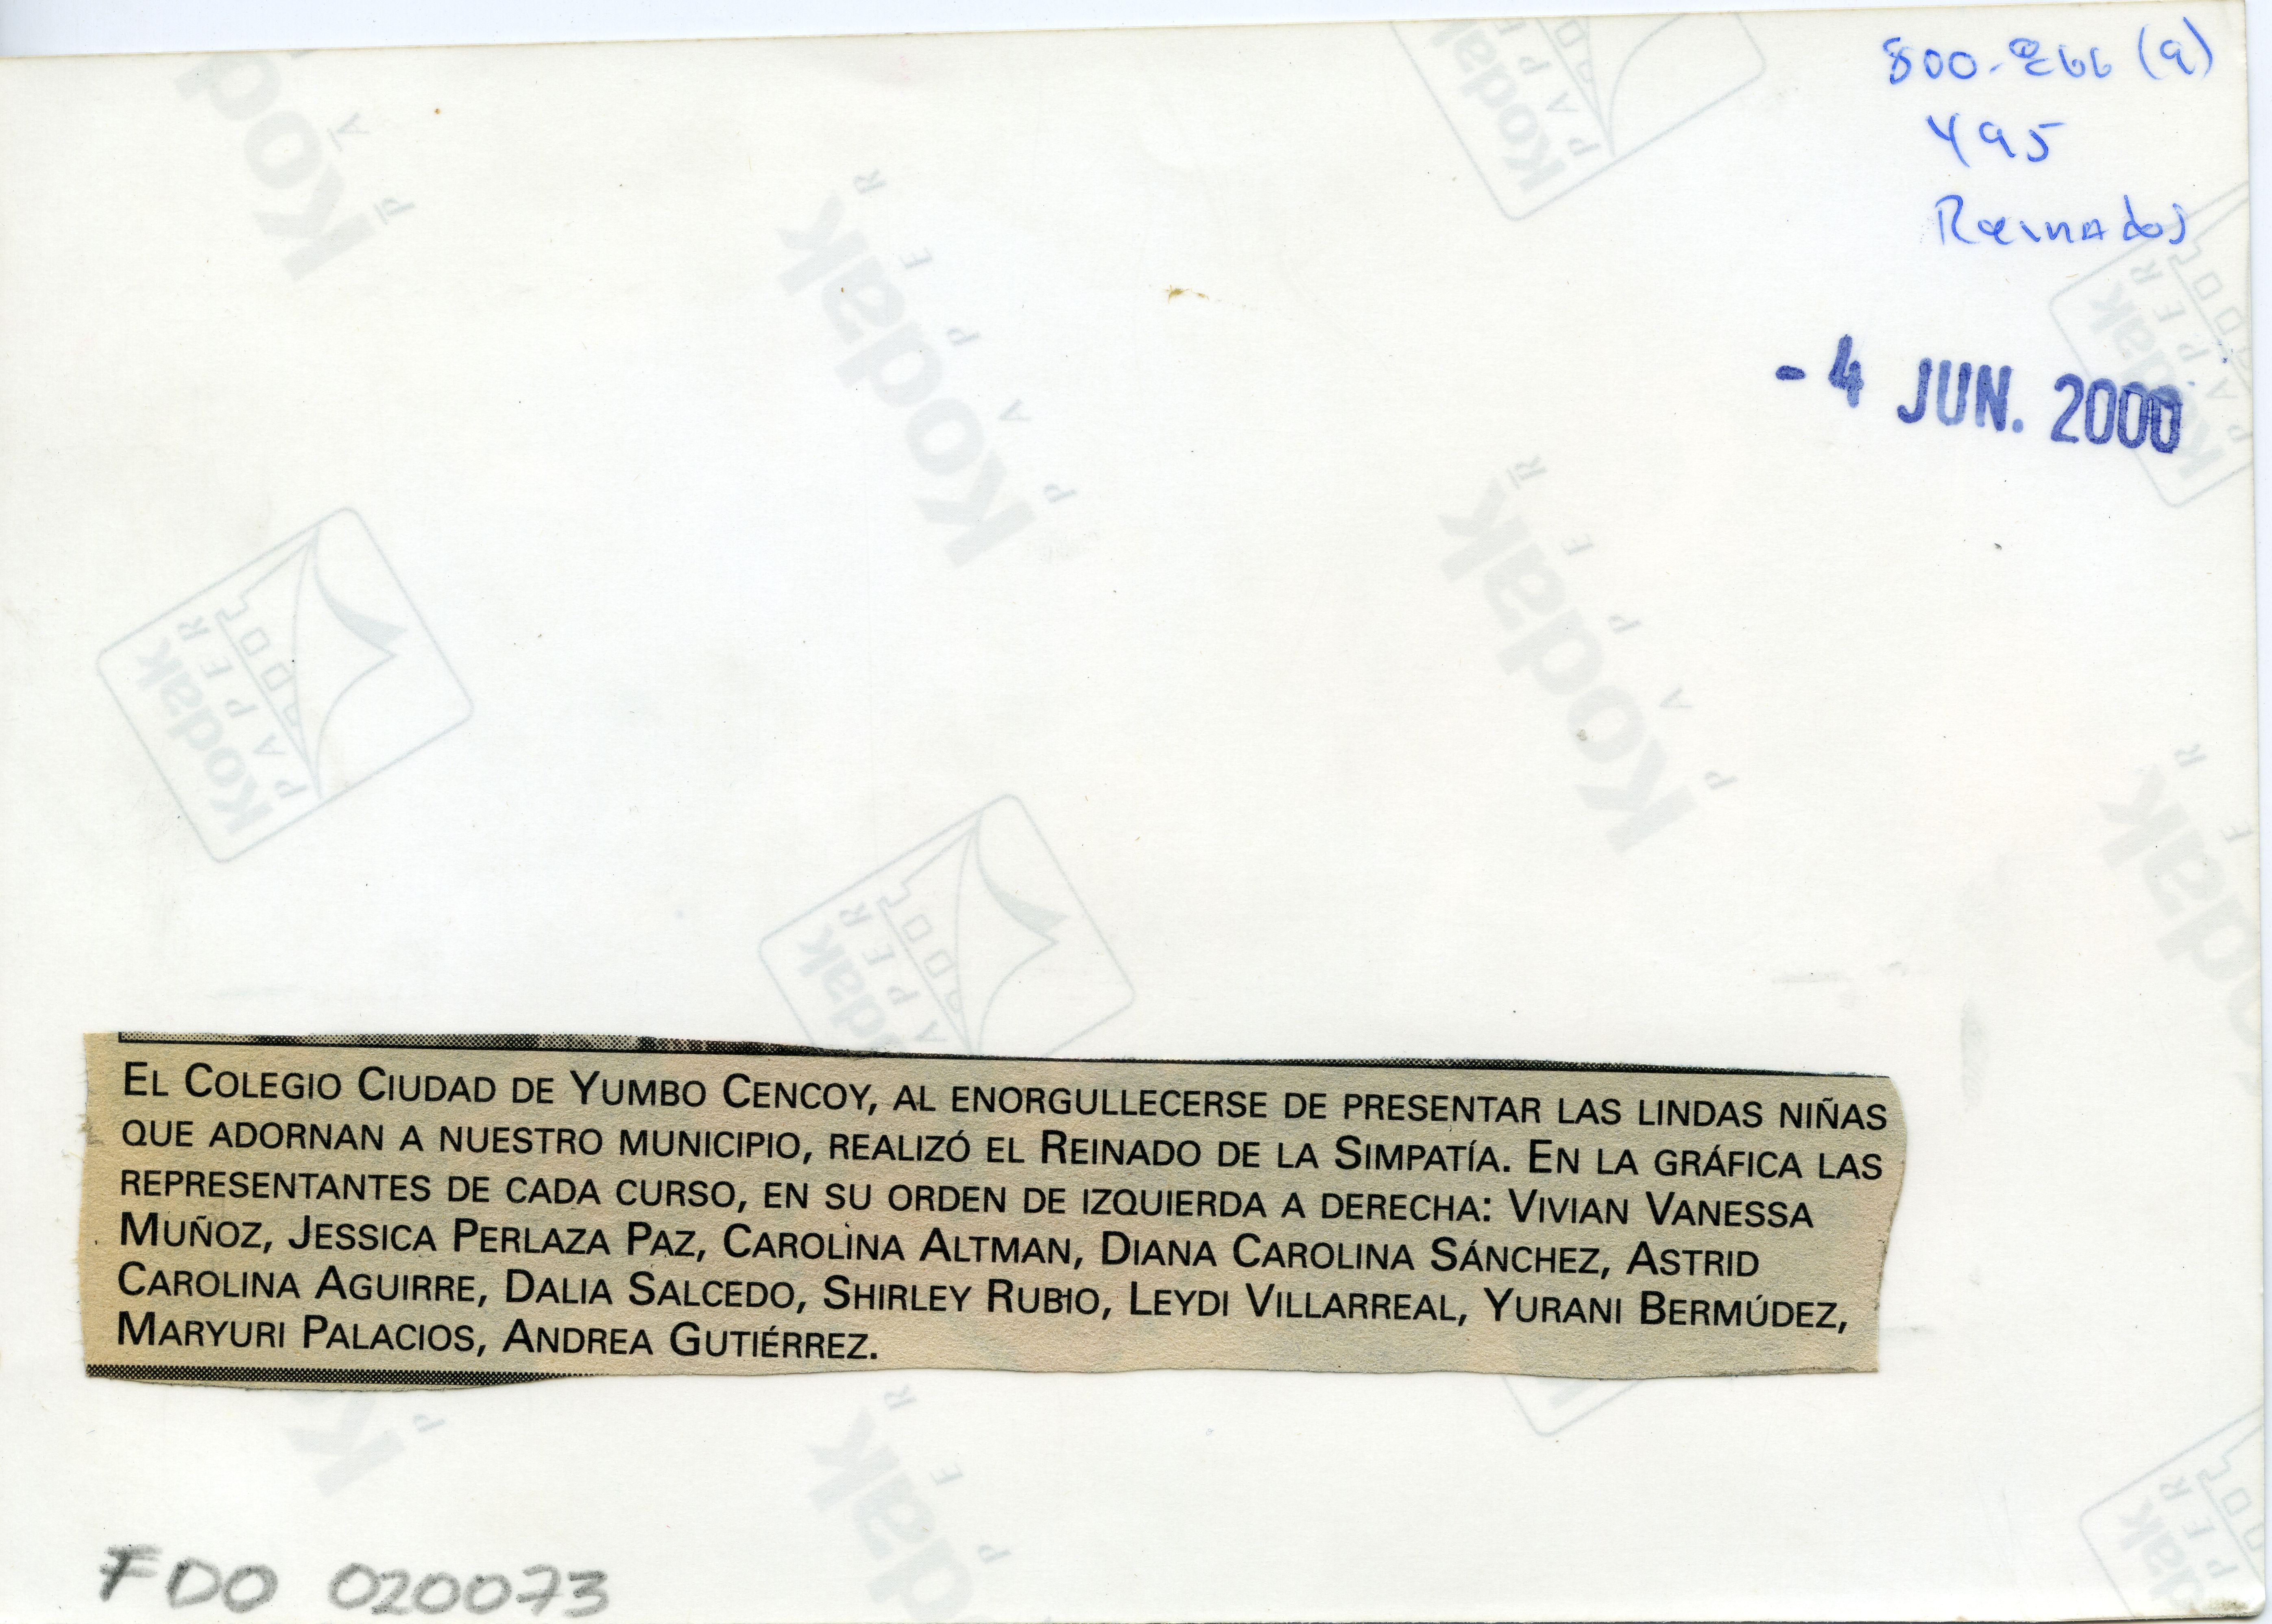 800-266 (9)
495
Reinados
- 4 JUN. 2000
EL COLEGIO CIUDAD DE YUMBO CENCOY, AL ENORGULLECERSE DE PRESENTAR LAS LINDAS NIÑAS
QUE ADORNAN A NUESTRO MUNICIPIO, REALIZÓ EL REINADO DE LA SIMPATÍA. EN LA GRÁFICA LAS
REPRESENTANTES DE CADA CURSO, EN SU ORDEN DE IZQUIERDA A DERECHA: VIVIAN VANESSA
MUÑOZ, JESSICA PERLAZA PAZ, CAROLINA ALTMAN, DIANA CAROLINA SÁNCHEZ, ASTRID
CAROLINA AGUIRRE, DALIA SALCEDO, SHIRLEY RUBIO, LEYDI VILLARREAL, YURANI BERMÚDEZ,
MARYURI PALACIOS, ANDREA GUTIÉRREZ.
FDO 020073